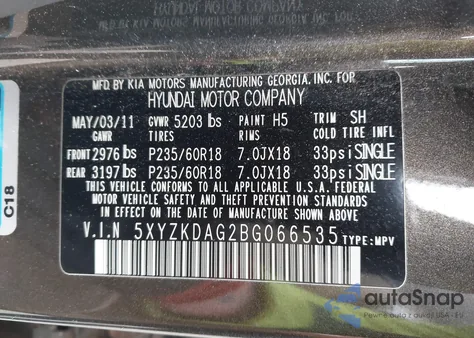 HYUNDAI MOTOR COMPANY
MFD.BY KIA MOTORS MANUFACTURING GEORGIA,INC.FOR
HYUNDAI MOTOR COMPANY
MAY/03/11 GVWR 5203 lbs PAINT H5 TRIM SH
GAWR TIRES RIMS COLD TIRE INFL
FRONT 2976 lbs P235/60R18 7.0JX18 33psi SINGLE
REAR 3197 lbs P235/60R18 7.0JX18 33psi SINGLE
THIS VEHICLE CONFORMS TO ALL APPLICABLE U.S.A. FEDERAL
MOTOR VEHICLE SAFETY AND THEFT PREVENTION STANDARDS
IN EFFECT ON THE DATE OF MANUFACTURE SHOWN ABOVE.
V.I.N 5XYZKDAG2BG066535 TYPE:MPV
C18
autoSnap